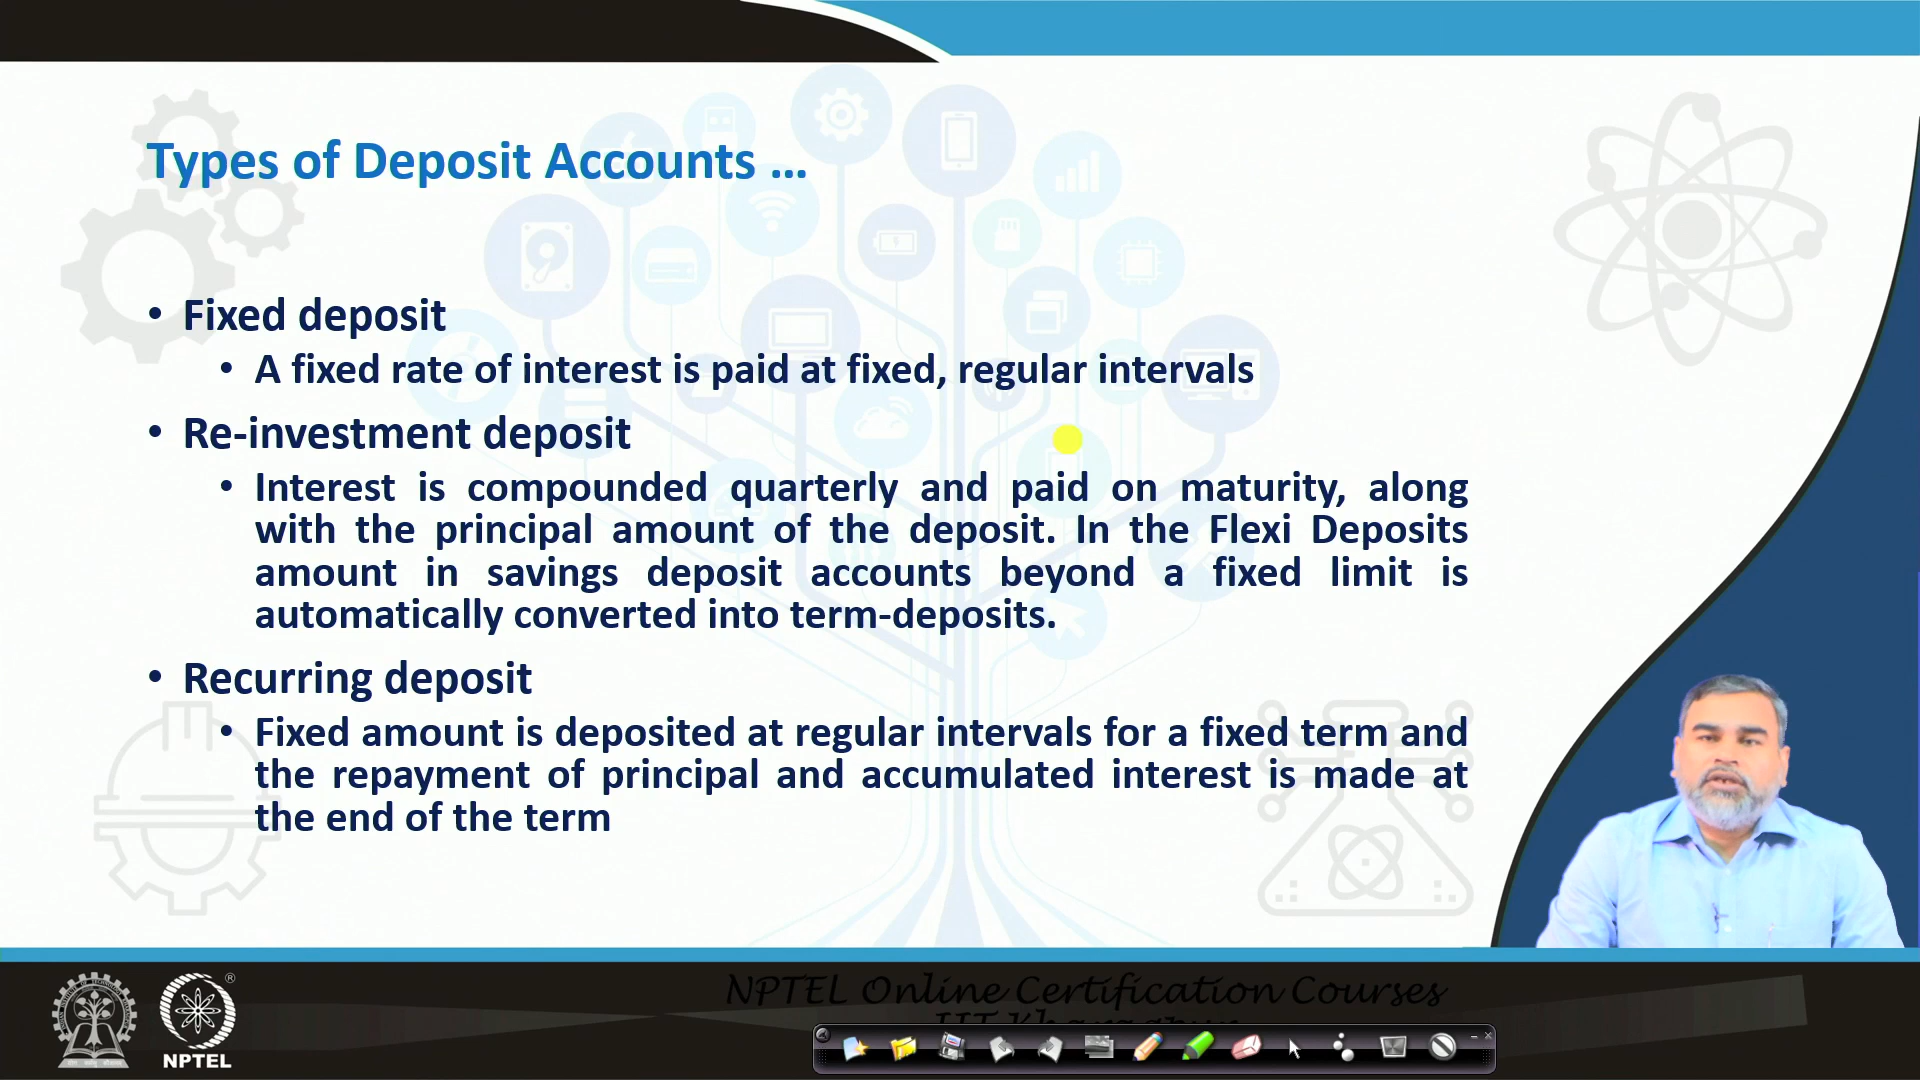 Types of Deposit Accounts ...
• Fixed deposit
• A fixed rate of interest is paid at fixed, regular intervals
• Re-investment deposit
• Interest is compounded quarterly and paid on maturity, along
with the principal amount of the deposit. In the Flexi Deposits
amount in savings deposit accounts beyond a fixed limit is
automatically converted into term-deposits.
• Recurring deposit
• Fixed amount is deposited at regular intervals for a fixed term and
the repayment of principal and accumulated interest is made at
the end of the term
NPTEL Online Certification Courses
IIT Kharagpur
®
NPTEL